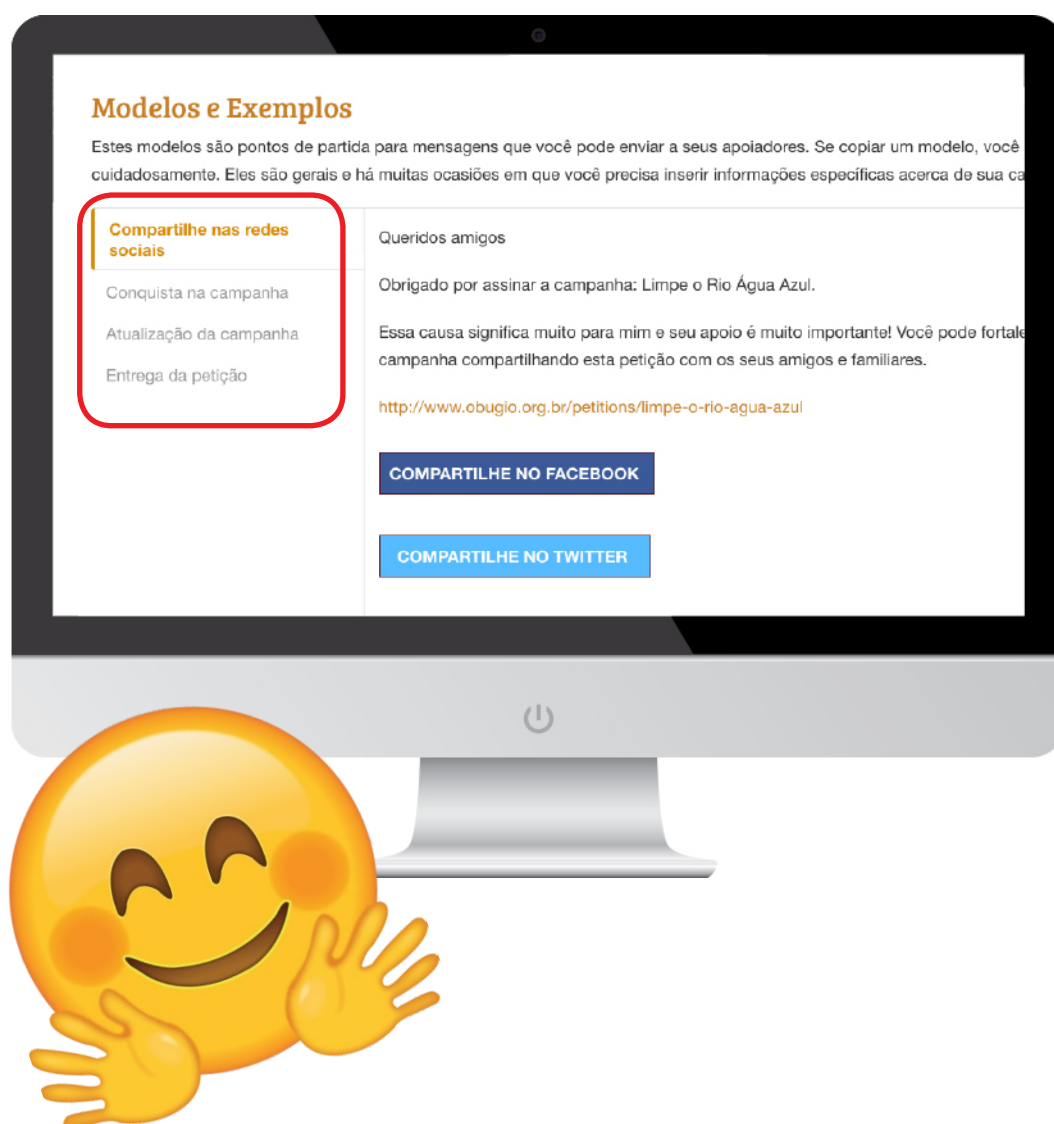 Modelos e Exemplos
Estes modelos são pontos de partida para mensagens que você pode enviar a seus apoiadores. Se copiar um modelo, você
cuidadosamente. Eles são gerais e há muitas ocasiões em que você precisa inserir informações específicas acerca de sua
Compartilhe nas redes
sociais
Conquista na campanha
Atualização da campanha
Entrega da petição
Queridos amigos
Obrigado por assinar a campanha: Limpe o Rio Água Azul.
Essa causa significa muito para mim e seu apoio é muito importante! Você pode
campanha compartilhando esta petição com os seus amigos e familiares.
http://www.obugio.org.br/petitions/limpe-o-rio-agua-azul
COMPARTILHE NO FACEBOOK
COMPARTILHE NO TWITTER